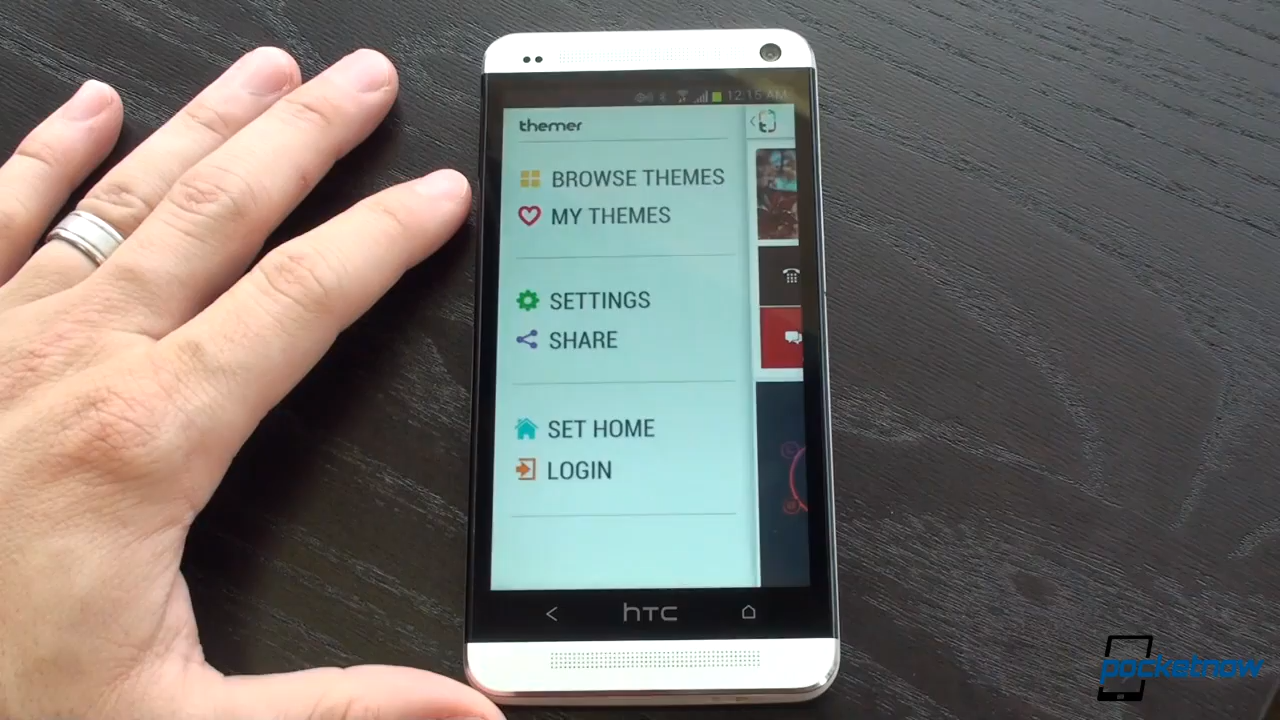 12:15 AM
themer
BROWSE THEMES
MY THEMES
SETTINGS
SHARE
SET HOME
LOGIN
hTC
pocketnow